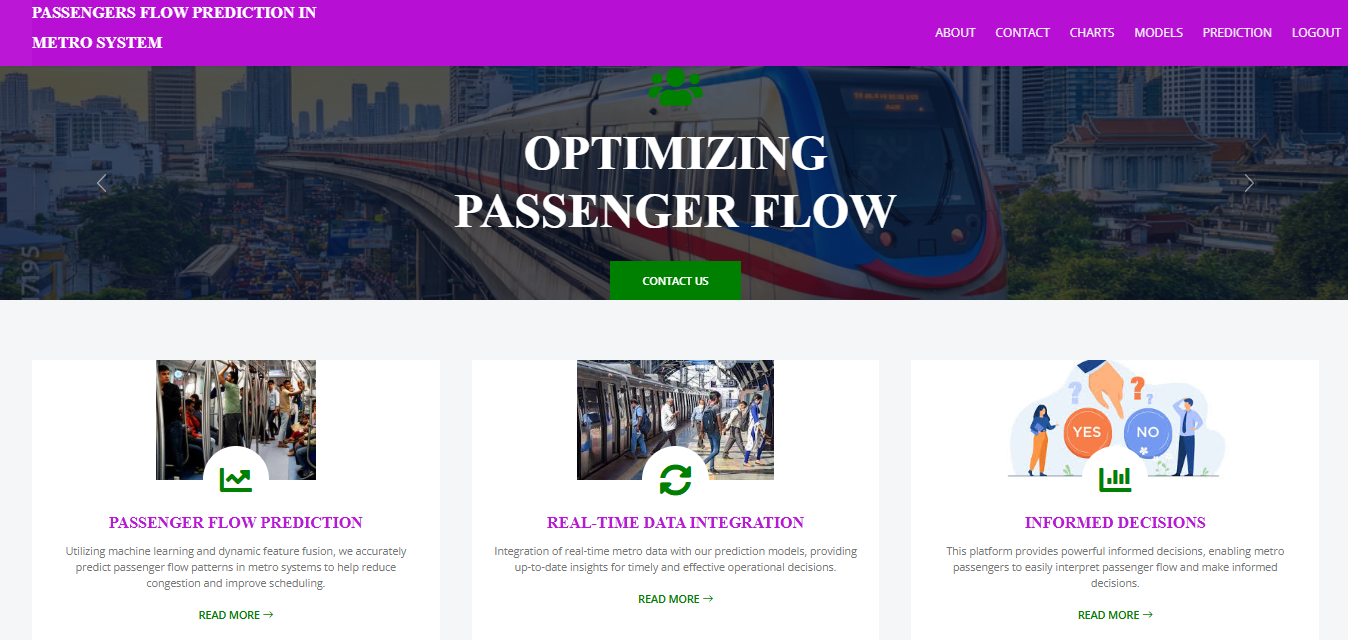 PASSENGERS FLOW PREDICTION IN
METRO SYSTEM
ABOUT CONTACT CHARTS MODELS PREDICTION LOGOUT
OPTIMIZING
PASSENGER FLOW
CONTACT US
YES NO
PASSENGER FLOW PREDICTION
Utilizing machine learning and dynamic feature fusion, we accurately
predict passenger flow patterns in metro systems to help reduce
congestion and improve scheduling.
READ MORE →
REAL-TIME DATA INTEGRATION
Integration of real-time metro data with our prediction models, providing
up-to-date insights for timely and effective operational decisions.
READ MORE →
INFORMED DECISIONS
This platform provides powerful informed decisions, enabling metro
passengers to easily interpret passenger flow and make informed
decisions.
READ MORE →